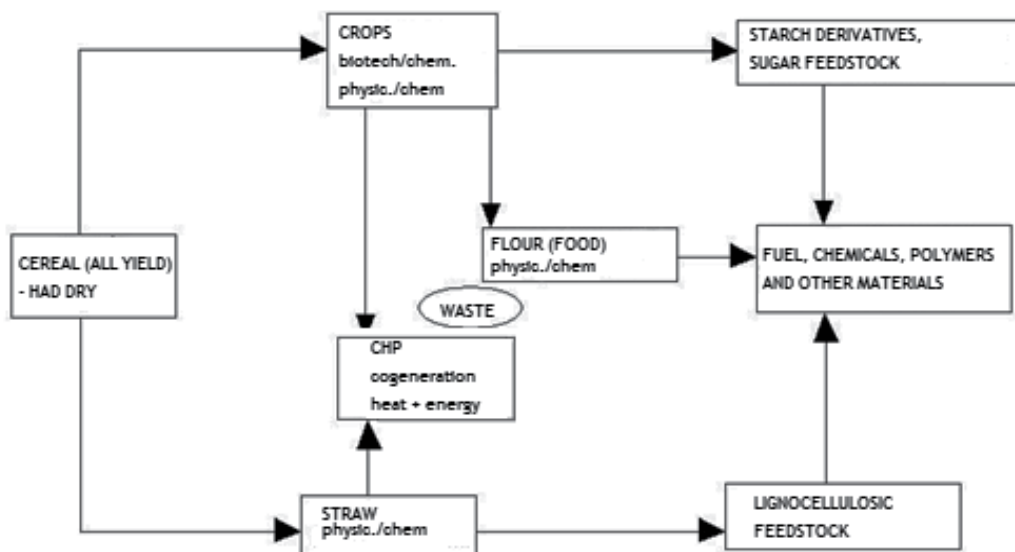 CROPS
biotech/chem.
physic./chem
STARCH DERIVATIVES,
SUGAR FEEDSTOCK
CEREAL (ALL YIELD)
- HAD DRY
FLOUR (FOOD)
physic./chem
FUEL, CHEMICALS, POLYMERS
AND OTHER MATERIALS
WASTE
CHP
cogeneration
heat + energy
STRAW
physic./chem
LIGNOCELLULOSIC
FEEDSTOCK